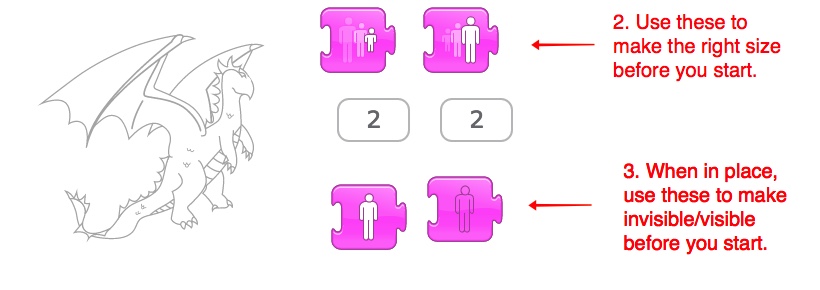 2. Use these to
make the right size
before you start.
2
2
3. When in place,
use these to make
invisible/visible
before you start.